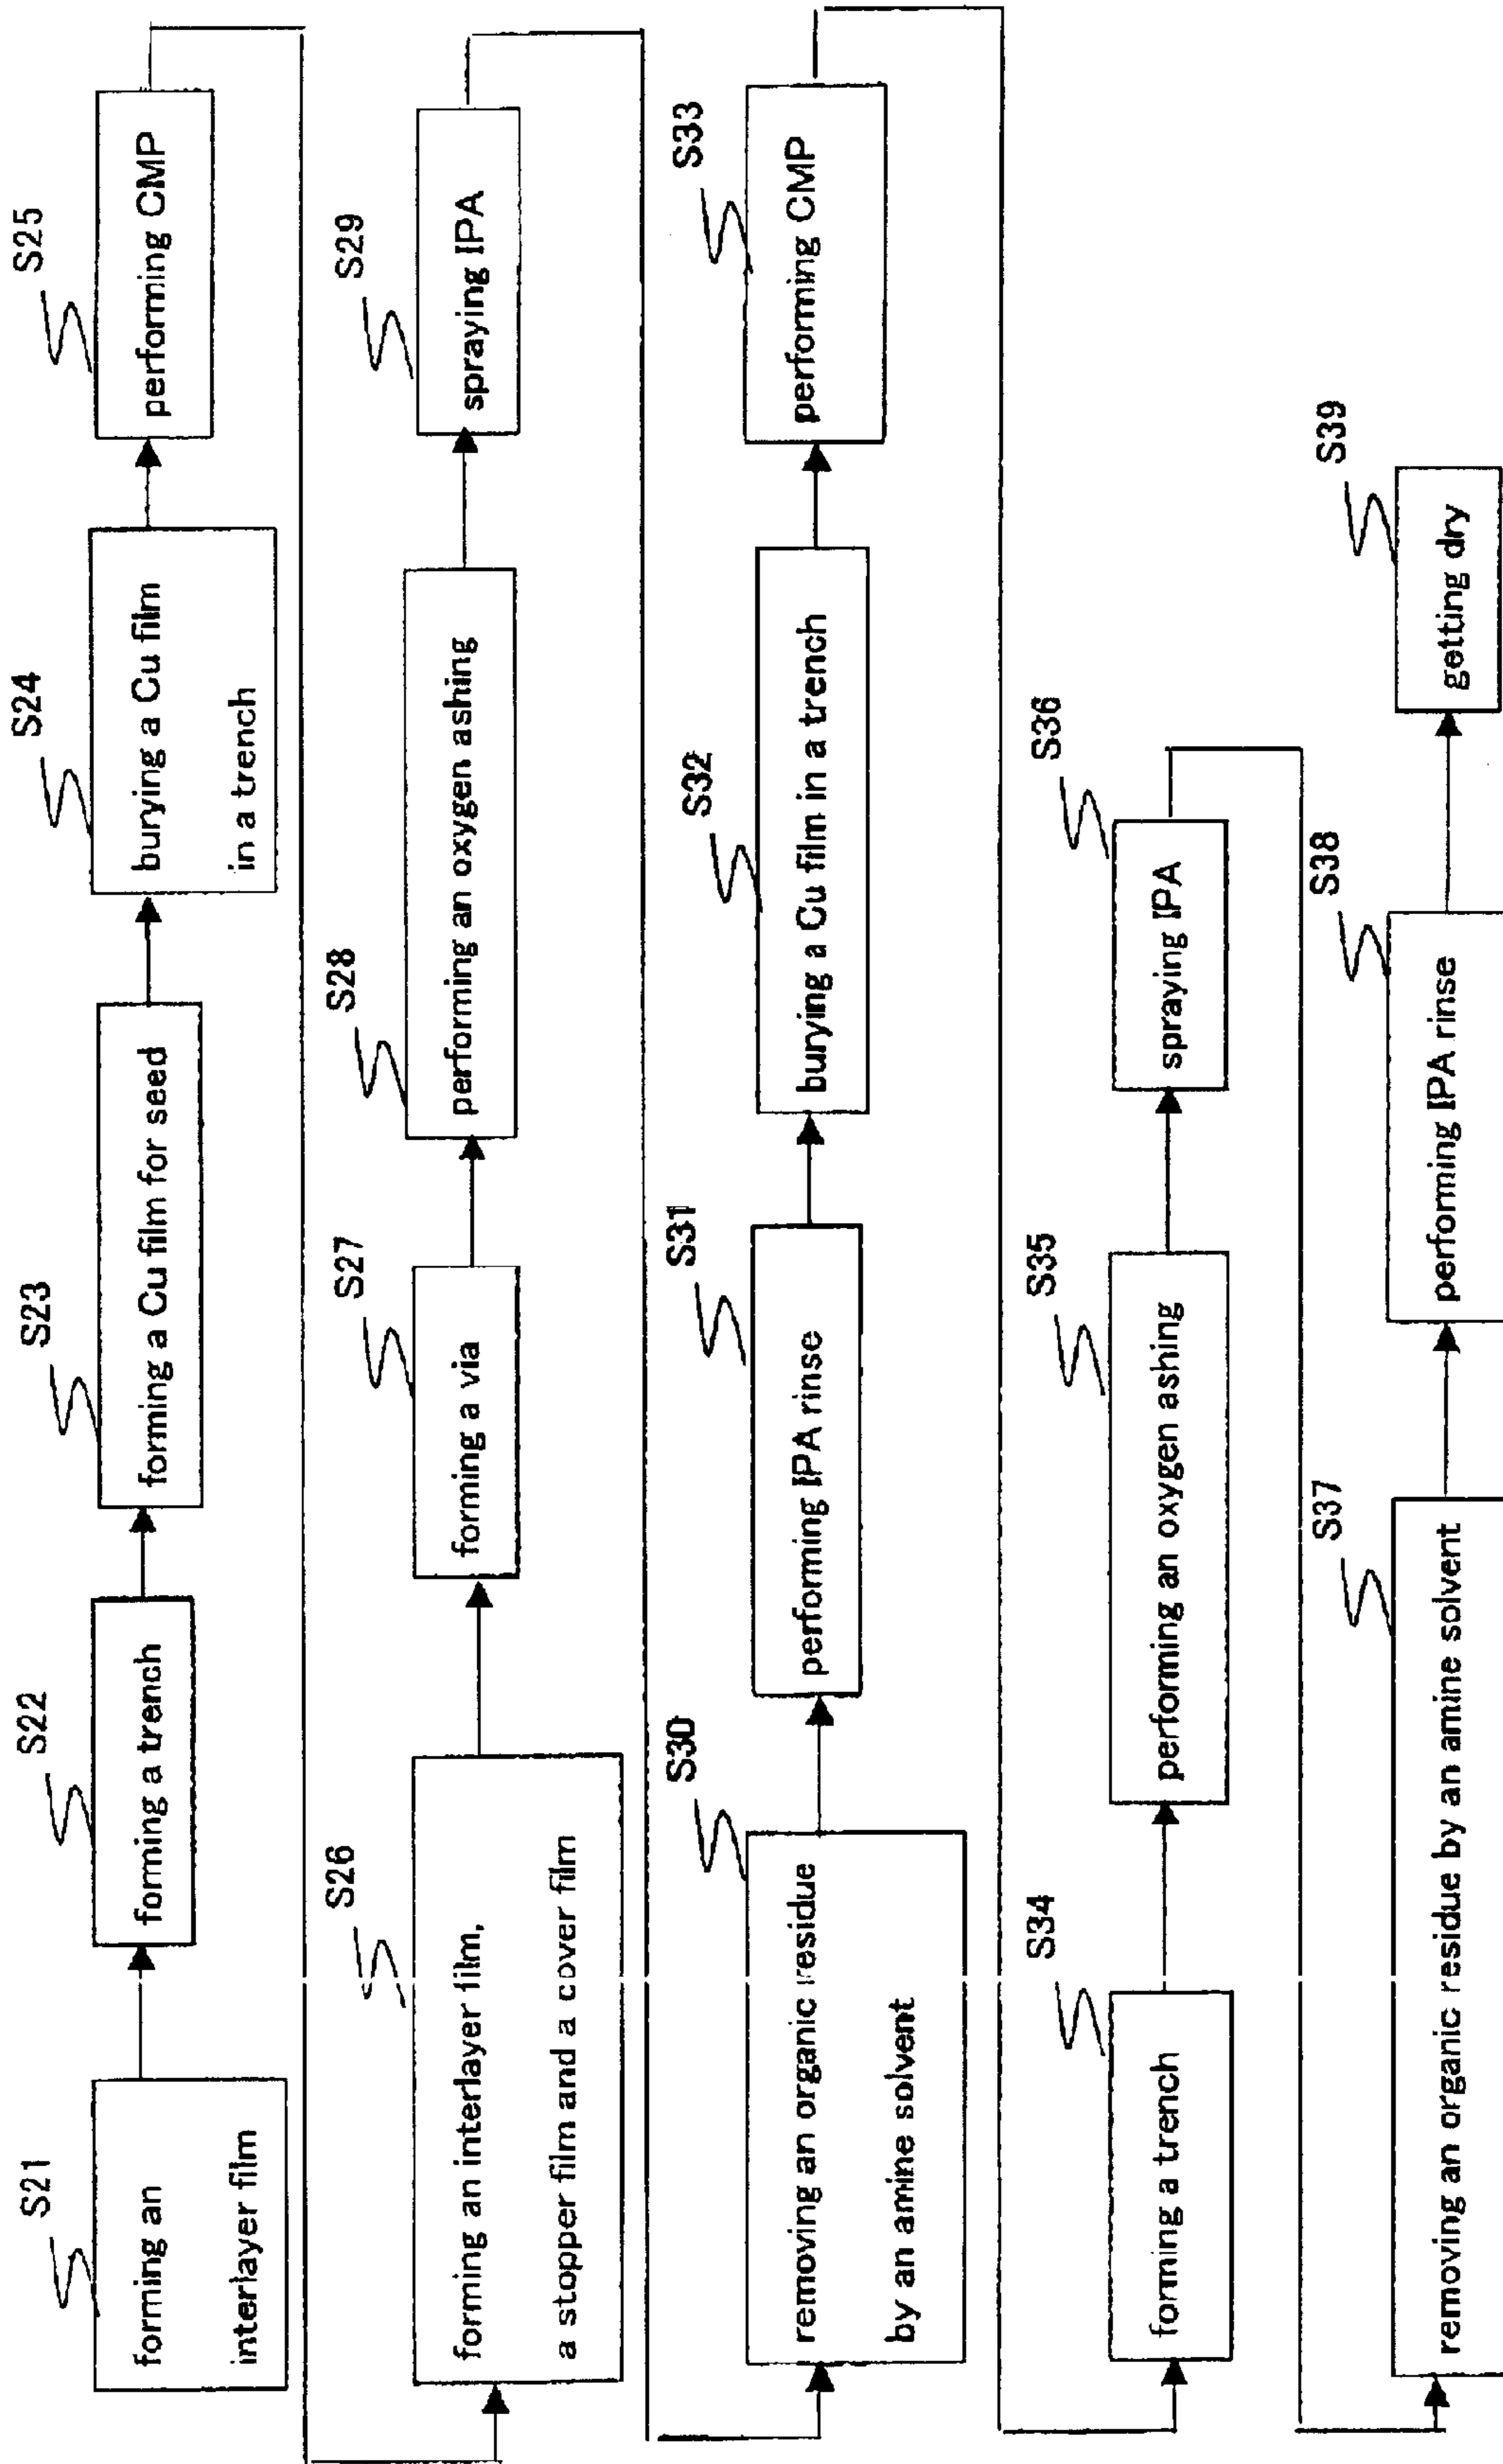 S21
forming an
interlayer film
S22
forming a trench
S23
forming a Cu film for seed
S24
burying a Cu film
in a trench
S25
performing CMP
S26
forming an interlayer film,
a stopper film and a cover film
S27
forming a via
S28
performing an oxygen ashing
S29
spraying IPA
S30
removing an organic residue
by an amine solvent
S31
performing IPA rinse
S32
burying a Cu film in a trench
S33
performing CMP
S34
forming a trench
S35
performing an oxygen ashing
S36
spraying IPA
S37
removing an organic residue by an amine solvent
S38
performing IPA rinse
S39
getting dry